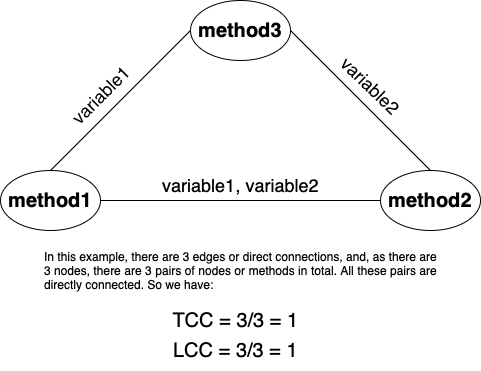 method3
variable1
variable2
variable1, variable2
method1
method2
In this example, there are 3 edges or direct connections, and, as there are
3 nodes, there are 3 pairs of nodes or methods in total. All these pairs are
directly connected. So we have:
TCC = 3/3 = 1
LCC = 3/3 = 1